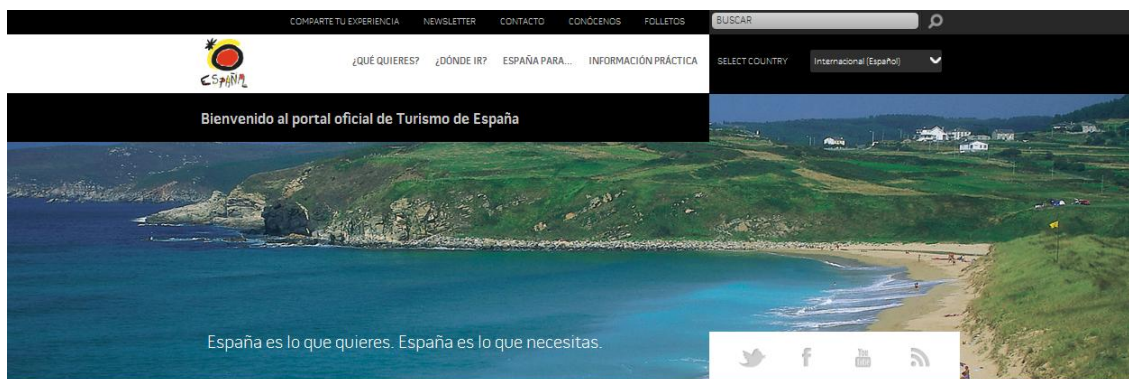 COMPARTE TU EXPERIENCIA NEWSLETTER CONTACTO CONÓCENOS FOLLETOS BUSCAR
ESPAÑA
¿QUÉ QUIERES? ¿DÓNDE IR? ESPAÑA PARA... INFORMACIÓN PRÁCTICA SELECT COUNTRY Internacional (Español)
Bienvenido al portal oficial de Turismo de España
España es lo que quieres. España es lo que necesitas.
You Tube